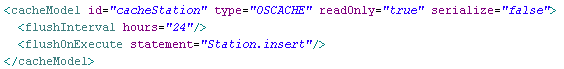 <cacheModel id="cacheStation" type="OSCACHE" readOnly="true" serialize="false">
<flushInterval hours="24"/>
<flushOnExecute statement="Station.insert"/>
</cacheModel>